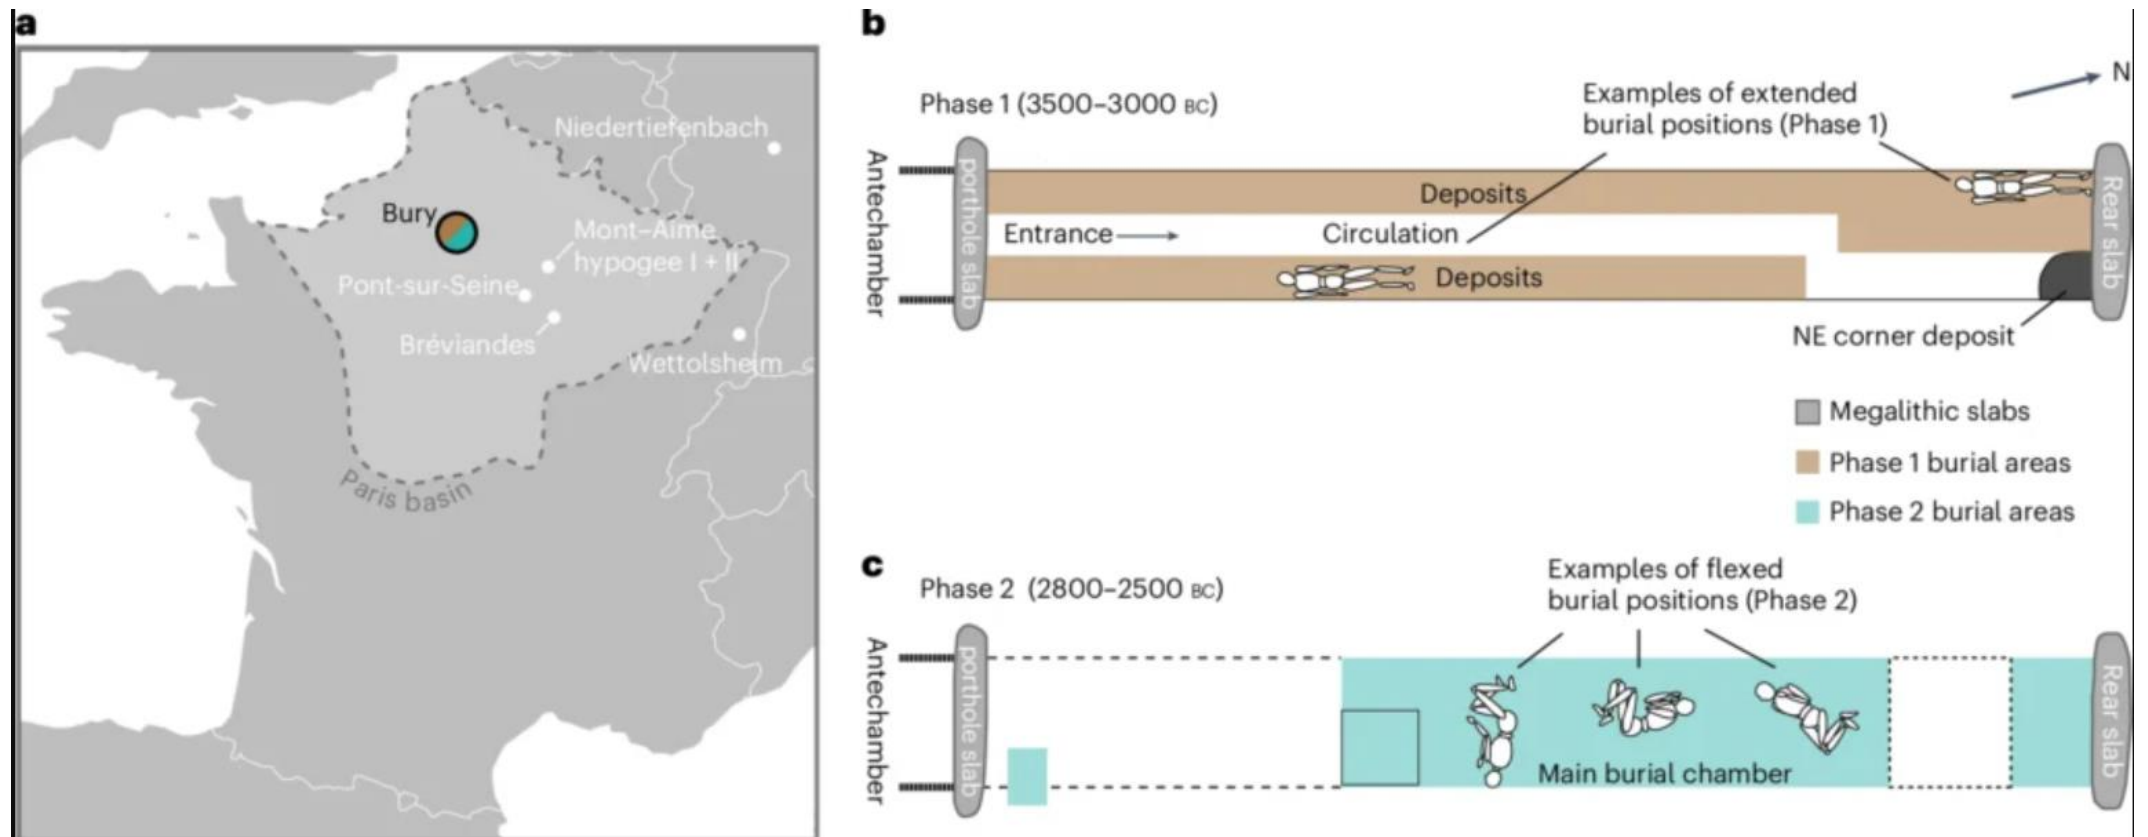 a
Niedertiefenbach
Bury
Mont–Aime
hypogee I + II
Pont-sur-Seine
Bréviandes
Wettolsheim
Paris basin
b
N
Phase 1 (3500–3000 BC)
Examples of extended
burial positions (Phase 1)
Antechamber
porthole slab
Deposits
Entrance
Circulation
Deposits
Rear slab
NE corner deposit
Megalithic slabs
Phase 1 burial areas
Phase 2 burial areas
c
Phase 2 (2800–2500 BC)
Examples of flexed
burial positions (Phase 2)
Antechamber
porthole slab
Main burial chamber
Rear slab